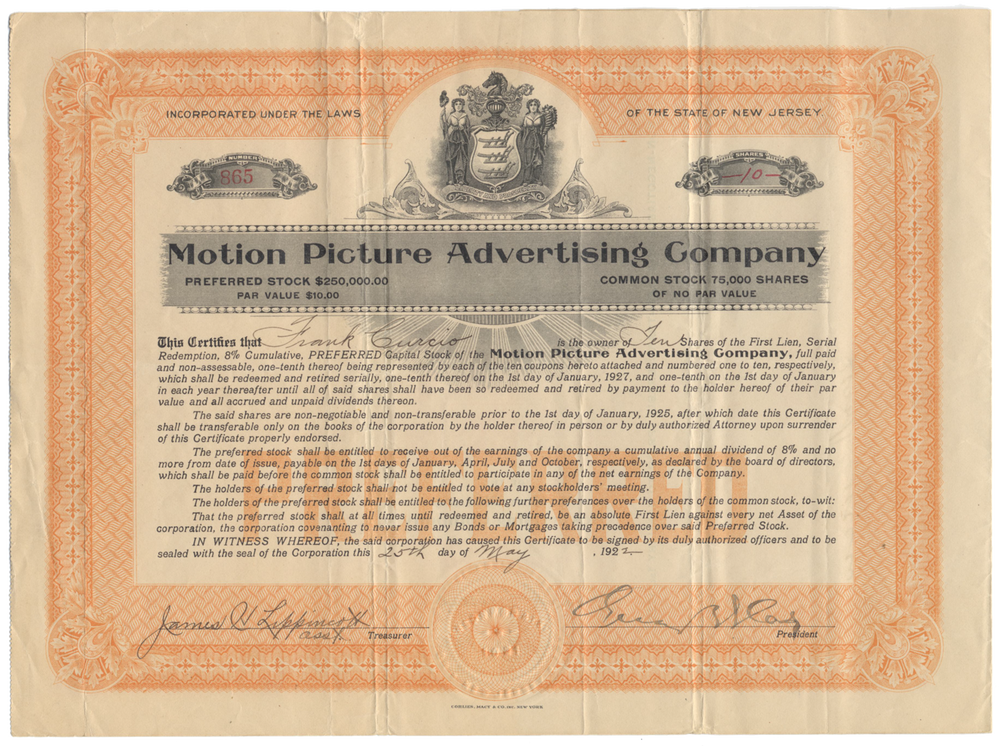 INCORPORATED UNDER THE LAWS OF THE STATE OF NEW JERSEY
NUMBER
865
SHARES
—10—
Motion Picture Advertising Company
PREFERRED STOCK $250,000.00
PAR VALUE $10.00
COMMON STOCK 75,000 SHARES
OF NO PAR VALUE
This Certifies that Frank Curcio is the owner of Ten Shares of the First Lien, Serial
Redemption, 8% Cumulative, PREFERRED Capital Stock of the Motion Picture Advertising Company, full paid
and non-assessable, one-tenth thereof being represented by each of the ten coupons hereto attached and numbered one to ten, respectively,
which shall be redeemed and retired serially, one-tenth thereof on the 1st day of January, 1927, and one-tenth on the 1st day of January
in each year thereafter until all of said shares shall have been so redeemed and retired by payment to the holder hereof of their par
value and all accrued and unpaid dividends thereon.
The said shares are non-negotiable and non-transferable prior to the 1st day of January, 1925, after which date this Certificate
shall be transferable only on the books of the corporation by the holder thereof in person or by duly authorized Attorney upon surrender
of this Certificate properly endorsed.
The preferred stock shall be entitled to receive out of the earnings of the company a cumulative annual dividend of 8% and no
more from date of issue, payable on the 1st days of January, April, July and October, respectively, as declared by the board of directors,
which shall be paid before the common stock shall be entitled to participate in any of the net earnings of the Company.
The holders of the preferred stock shall not be entitled to vote at any stockholders' meeting.
The holders of the preferred stock shall be entitled to the following further preferences over the holders of the common stock, to-wit:
That the preferred stock shall at all times until redeemed and retired, be an absolute First Lien against every net Asset of the
corporation, the corporation covenanting to never issue any Bonds or Mortgages taking precedence over said Preferred Stock.
IN WITNESS WHEREOF, the said corporation has caused this Certificate to be signed by its duly authorized officers and to be
sealed with the seal of the Corporation this 25th day of May, 1922
James H Lippincott
asst Treasurer
President